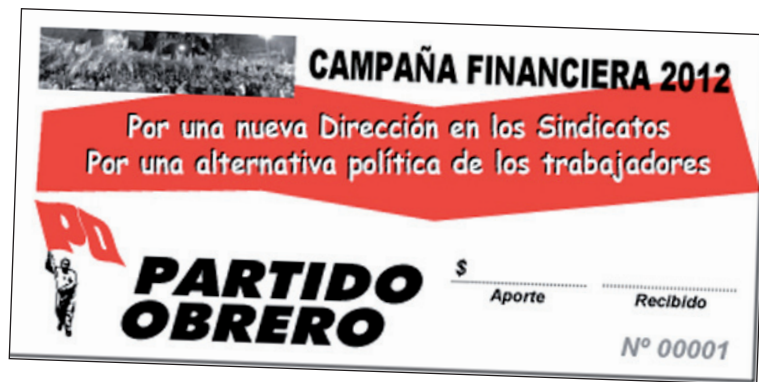 CAMPAÑA FINANCIERA 2012
Por una nueva Dirección en los Sindicatos
Por una alternativa política de los trabajadores
PO
PARTIDO
OBRERO
$
Aporte
Recibido
Nº 00001